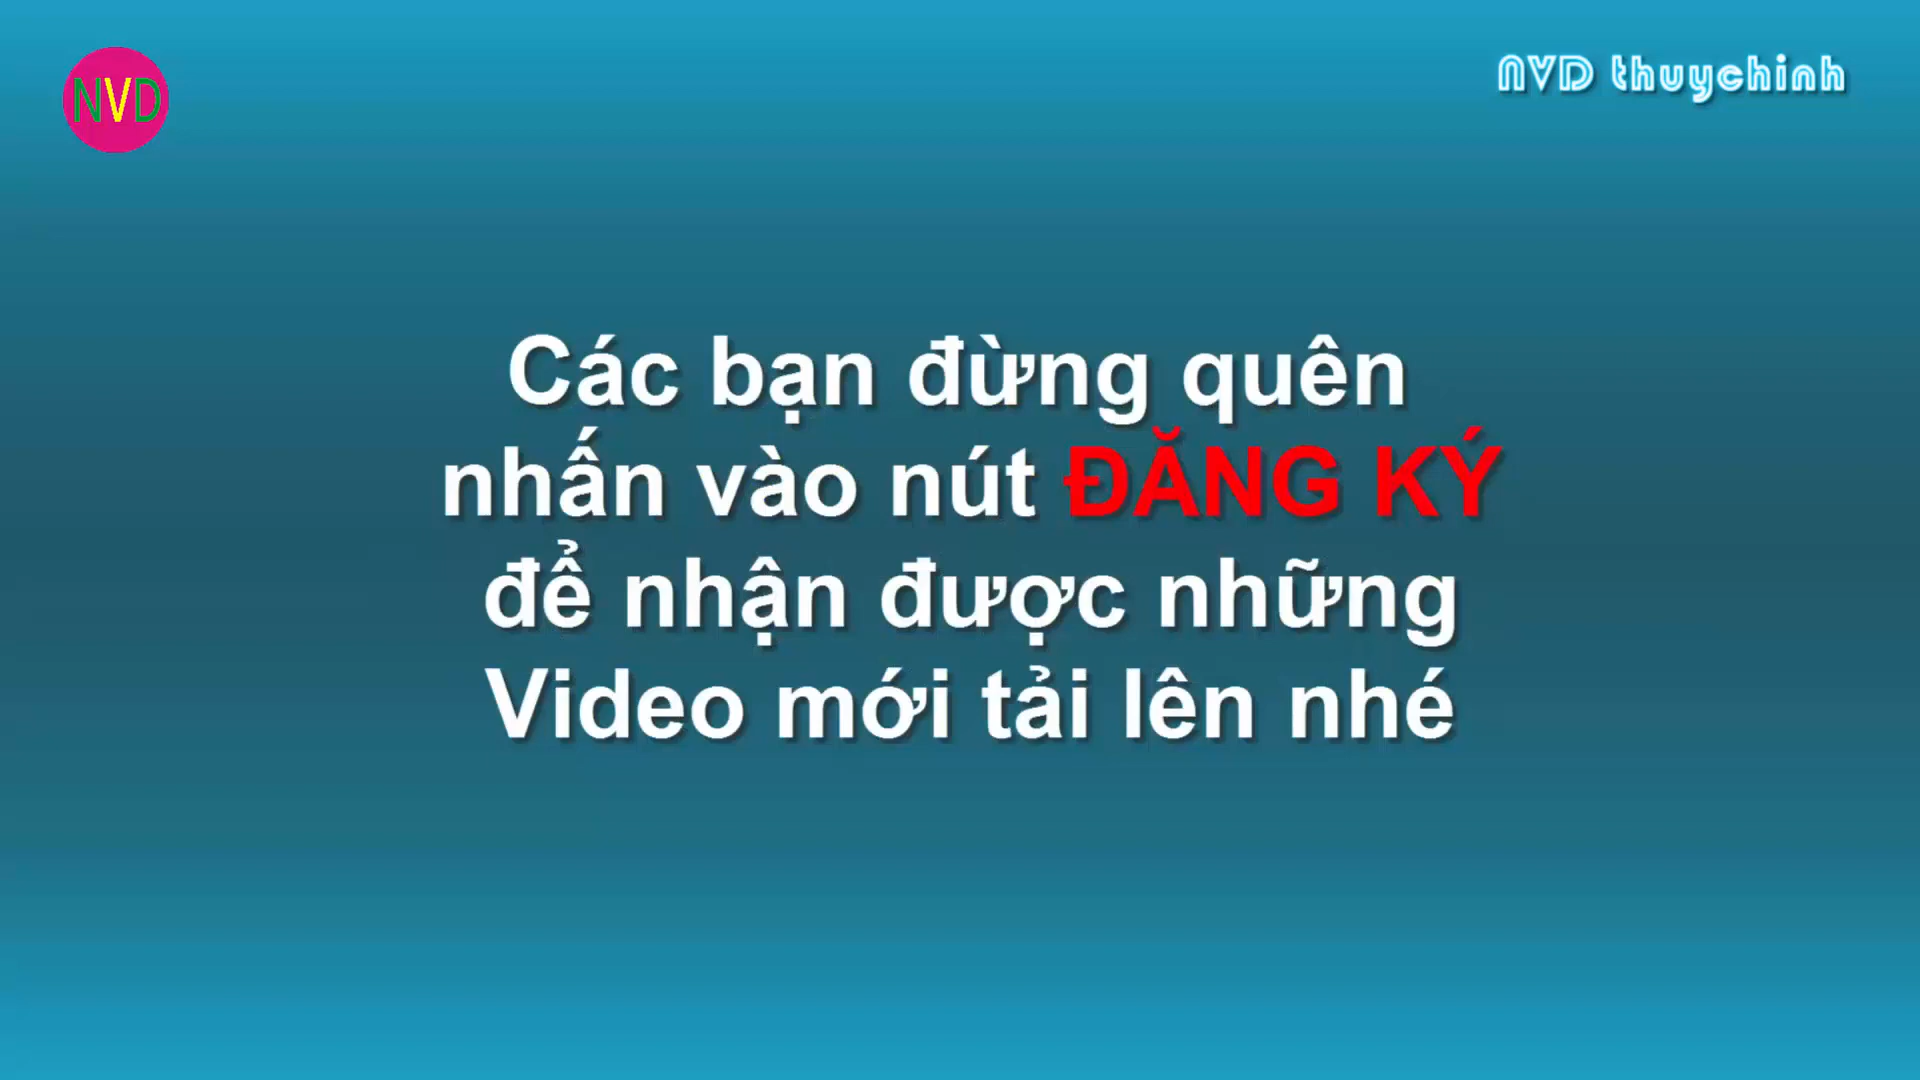 NVD
NVD thuychinh
Các bạn đừng quên
nhấn vào nút ĐĂNG KÝ
để nhận được những
Video mới tải lên nhé